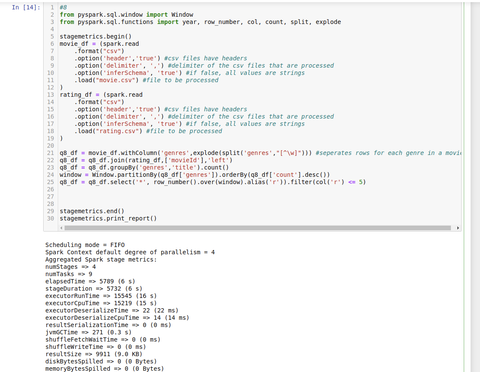 In [14]:
1 #8
2 from pyspark.sql.window import Window
3 from pyspark.sql.functions import year, row_number, col, count, split, explode
4
5 stagemetrics.begin()
6 movie_df = (spark.read
7 .format("csv")
8 .option('header','true') #csv files have headers
9 .option('delimiter', ',') #delimiter of the csv files that are processed
10 .option('inferSchema', 'true') #if false, all values are strings
11 .load("movie.csv") #file to be processed
12 )
13 rating_df = (spark.read
14 .format("csv")
15 .option('header','true') #csv files have headers
16 .option('delimiter', ',') #delimiter of the csv files that are processed
17 .option('inferSchema', 'true') #if false, all values are strings
18 .load("rating.csv") #file to be processed
19 )
20
21 q8_df = movie_df.withColumn('genres',explode(split('genres',"[^\w]"))) #seperates rows for each genre in a movie
22 q8_df = q8_df.join(rating_df,['movieId'],'left')
23 q8_df = q8_df.groupBy('genres','title').count()
24 window = Window.partitionBy(q8_df['genres']).orderBy(q8_df['count'].desc())
25 q8_df = q8_df.select('*', row_number().over(window).alias('r')).filter(col('r') <= 5)
26
27
28
29 stagemetrics.end()
30 stagemetrics.print_report()
Scheduling mode = FIFO
Spark Context default degree of parallelism = 4
Aggregated Spark stage metrics:
numStages => 4
numTasks => 9
elapsedTime => 5789 (6 s)
stageDuration => 5732 (6 s)
executorRunTime => 15545 (16 s)
executorCpuTime => 15219 (15 s)
executorDeserializeTime => 22 (22 ms)
executorDeserializeCpuTime => 14 (14 ms)
resultSerializationTime => 0 (0 ms)
jvmGCTime => 271 (0.3 s)
shuffleFetchWaitTime => 0 (0 ms)
shuffleWriteTime => 0 (0 ms)
resultSize => 9911 (9.0 KB)
diskBytesSpilled => 0 (0 Bytes)
memoryBytesSpilled => 0 (0 Bytes)